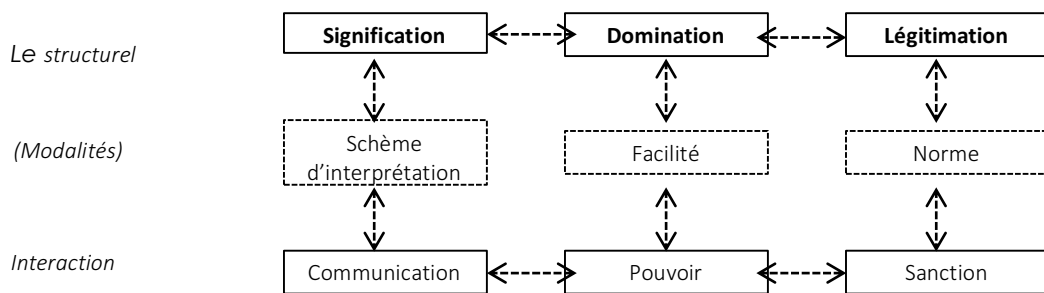 Le structurel
Signification
Domination
Légitimation
(Modalités)
Schème
d’interprétation
Facilité
Norme
Interaction
Communication
Pouvoir
Sanction